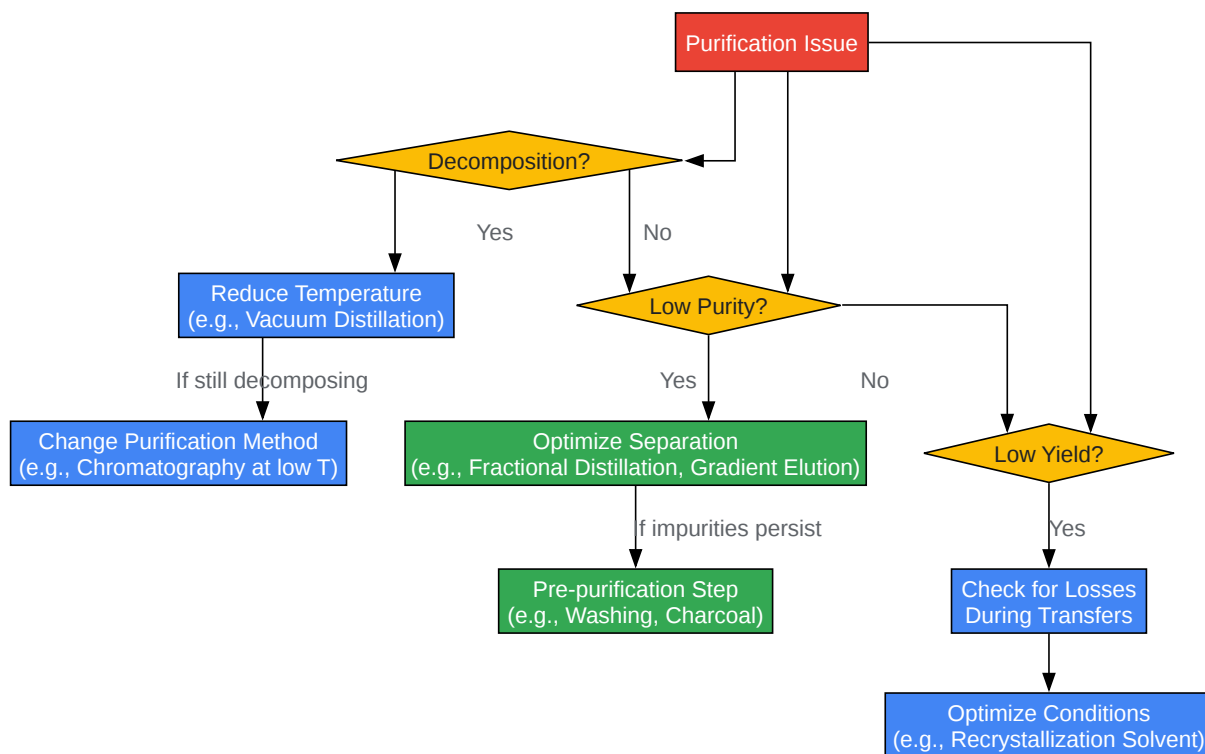 Purification Issue
Decomposition?
Yes
No
Reduce Temperature
(e.g., Vacuum Distillation)
Low Purity?
If still decomposing
Yes
No
Change Purification Method
(e.g., Chromatography at low T)
Optimize Separation
(e.g., Fractional Distillation, Gradient Elution)
Low Yield?
If impurities persist
Yes
Pre-purification Step
(e.g., Washing, Charcoal)
Check for Losses
During Transfers
Optimize Conditions
(e.g., Recrystallization Solvent)